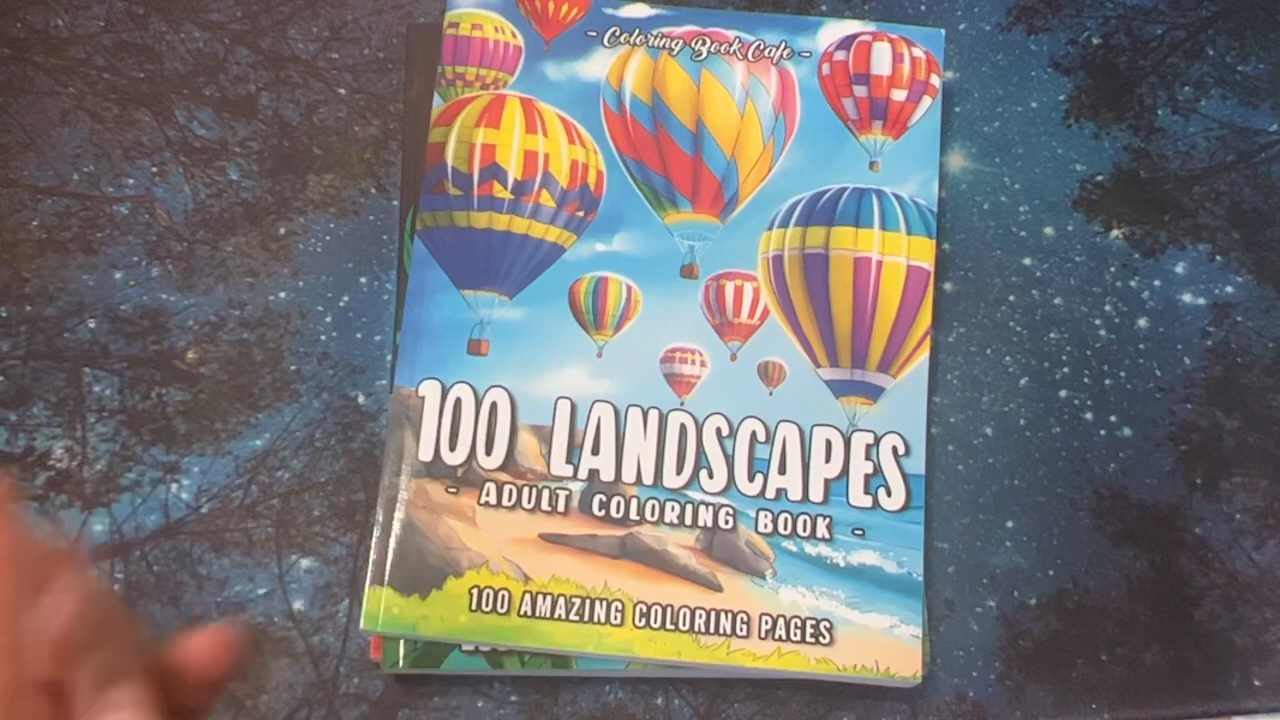 - Coloring Book Cafe -
100 LANDSCAPES
- ADULT COLORING BOOK -
100 AMAZING COLORING PAGES